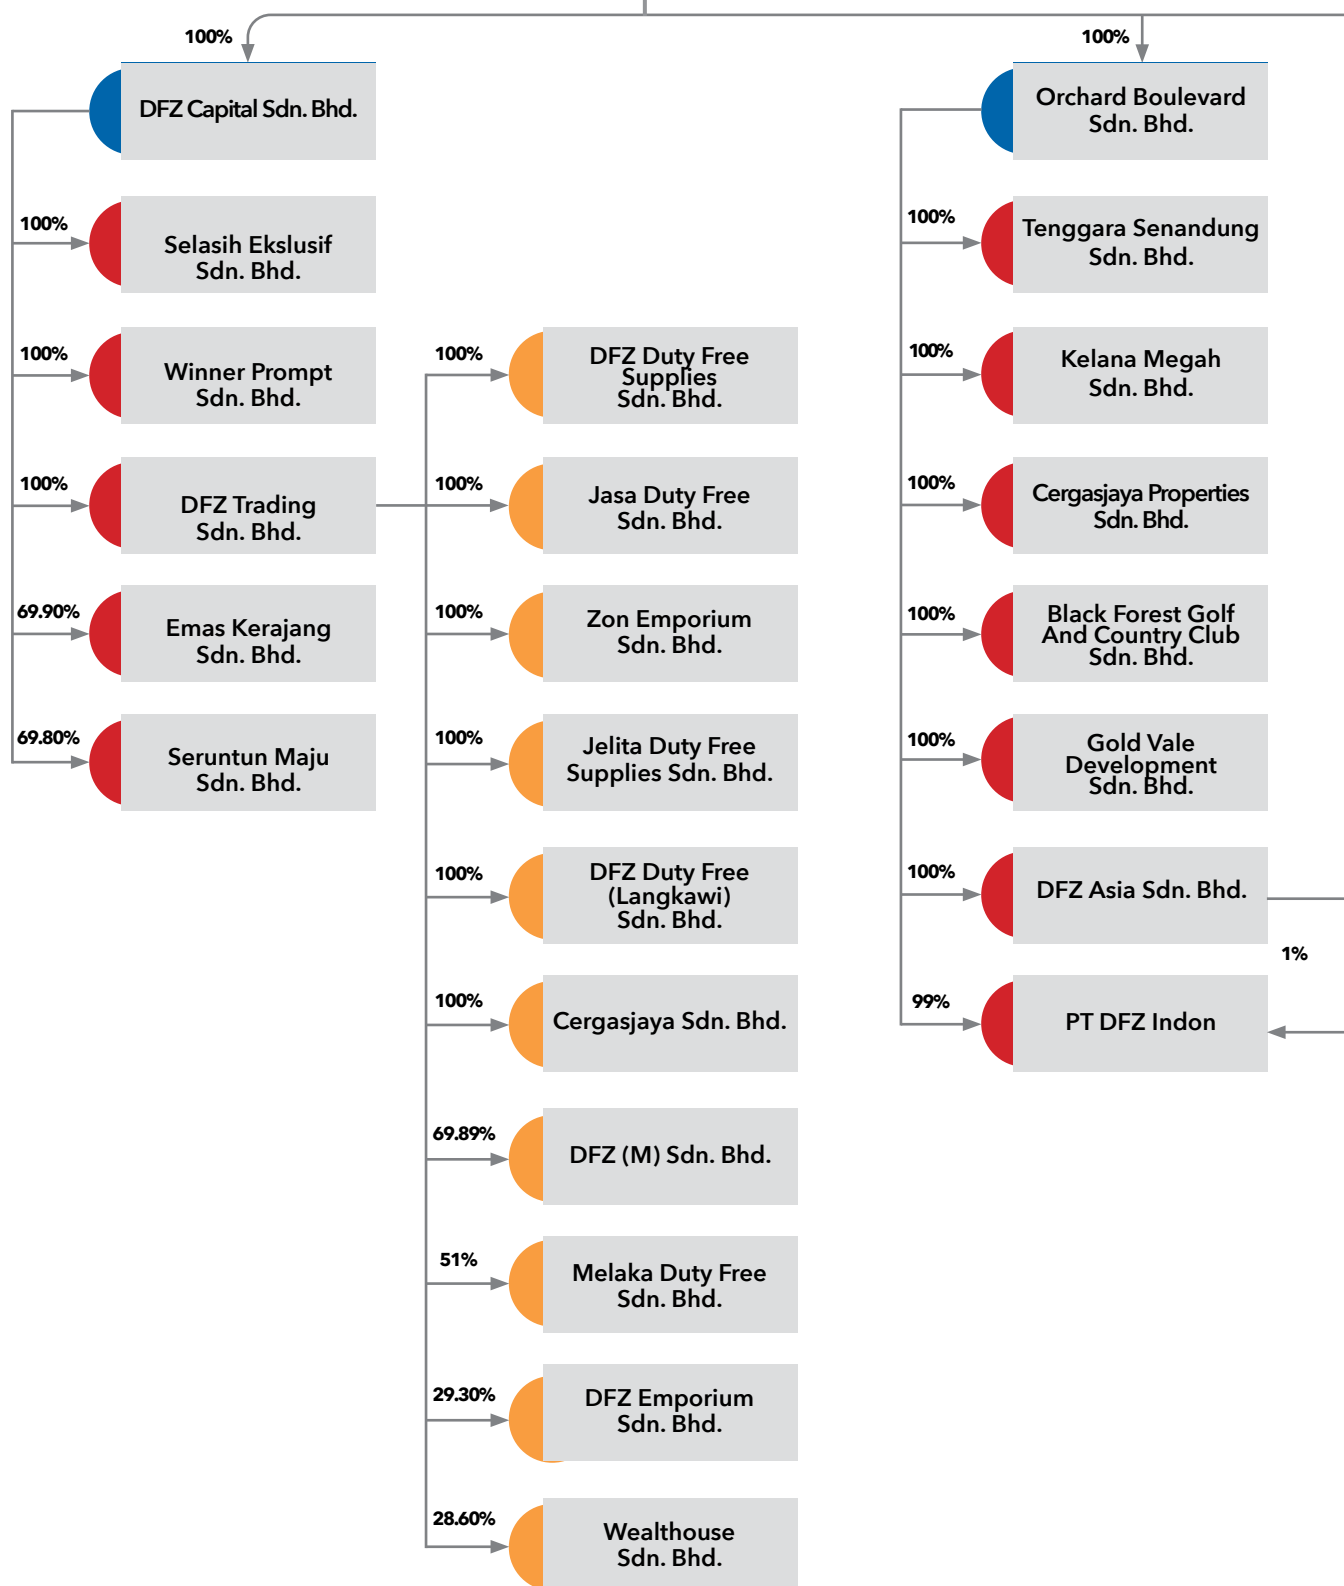 100%
DFZ Capital Sdn. Bhd.
100%
Selasih Ekslusif
Sdn. Bhd.
100%
Winner Prompt
Sdn. Bhd.
100%
DFZ Trading
Sdn. Bhd.
69.90%
Emas Kerajang
Sdn. Bhd.
69.80%
Seruntun Maju
Sdn. Bhd.
100%
DFZ Duty Free
Supplies
Sdn. Bhd.
100%
Jasa Duty Free
Sdn. Bhd.
100%
Zon Emporium
Sdn. Bhd.
100%
Jelita Duty Free
Supplies Sdn. Bhd.
100%
DFZ Duty Free
(Langkawi)
Sdn. Bhd.
100%
Cergasjaya Sdn. Bhd.
69.89%
DFZ (M) Sdn. Bhd.
51%
Melaka Duty Free
Sdn. Bhd.
29.30%
DFZ Emporium
Sdn. Bhd.
28.60%
Wealthouse
Sdn. Bhd.
100%
Orchard Boulevard
Sdn. Bhd.
100%
Tenggara Senandung
Sdn. Bhd.
100%
Kelana Megah
Sdn. Bhd.
100%
Cergasjaya Properties
Sdn. Bhd.
100%
Black Forest Golf
And Country Club
Sdn. Bhd.
100%
Gold Vale
Development
Sdn. Bhd.
100%
DFZ Asia Sdn. Bhd.
1%
99%
PT DFZ Indon